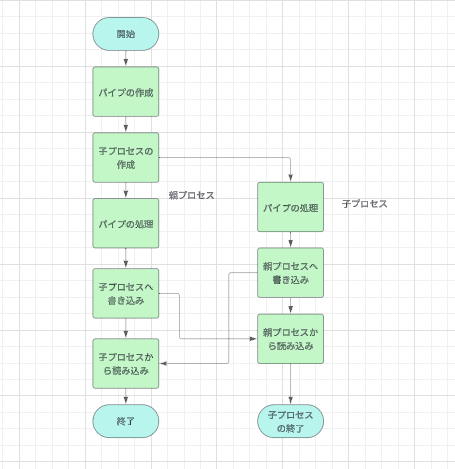 開始
パイプの作成
子プロセスの
作成
親プロセス
パイプの処理
子プロセスへ
書き込み
子プロセスか
ら読み込み
終了
子プロセス
パイプの処理
親プロセスへ
書き込み
親プロセスか
ら読み込み
子プロセス
の終了